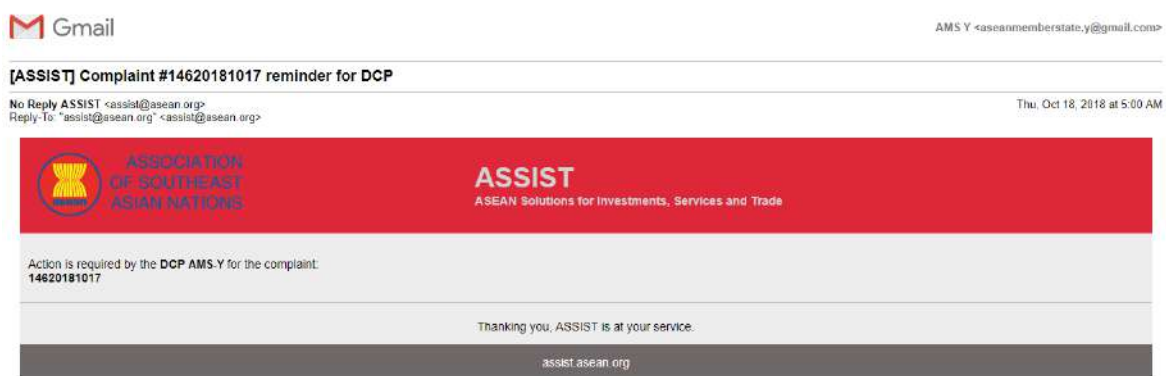 Gmail
AMS Y <aseanmemberstate.y@gmail.com>
[ASSIST] Complaint #14620181017 reminder for DCP
No Reply ASSIST <assist@asean.org>
Thu, Oct 18, 2018 at 5:00 AM
Reply-To: "assist@asean.org" <assist@asean.org>
ASSOCIATION
OF SOUTHEAST
ASIAN NATIONS
ASSIST
ASEAN Solutions for Investments, Services and Trade
Action is required by the DCP AMS-Y for the complaint:
14620181017
Thanking you, ASSIST is at your service.
assist.asean.org